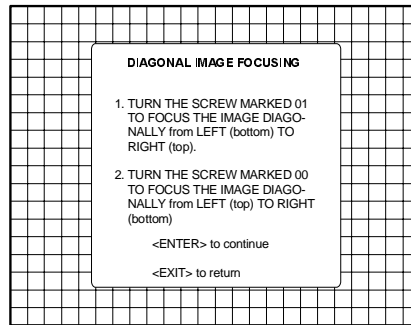 DIAGONAL IMAGE FOCUSING
1. TURN THE SCREW MARKED 01
TO FOCUS THE IMAGE DIAGO-
NALLY from LEFT (bottom) TO
RIGHT (top).
2. TURN THE SCREW MARKED 00
TO FOCUS THE IMAGE DIAGO-
NALLY from LEFT (top) TO RIGHT
(bottom)
<ENTER> to continue
<EXIT> to return